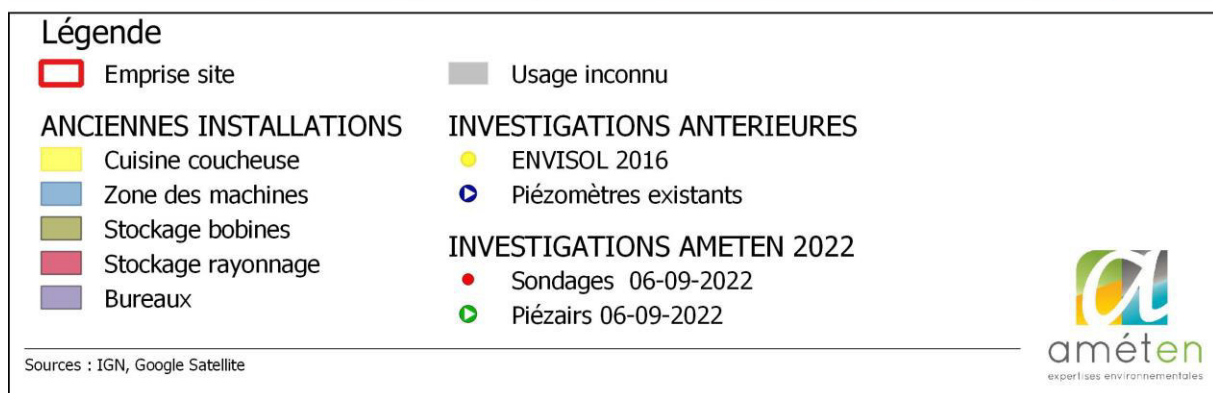 Légende
Emprise site
ANCIENNES INSTALLATIONS
Cuisine coucheuse
Zone des machines
Stockage bobines
Stockage rayonnage
Bureaux
Usage inconnu
INVESTIGATIONS ANTERIEURES
ENVISOL 2016
Piézomètres existants
INVESTIGATIONS AMETEN 2022
Sondages 06-09-2022
Piézairs 06-09-2022
Sources : IGN, Google Satellite
améten
expertises environnementales